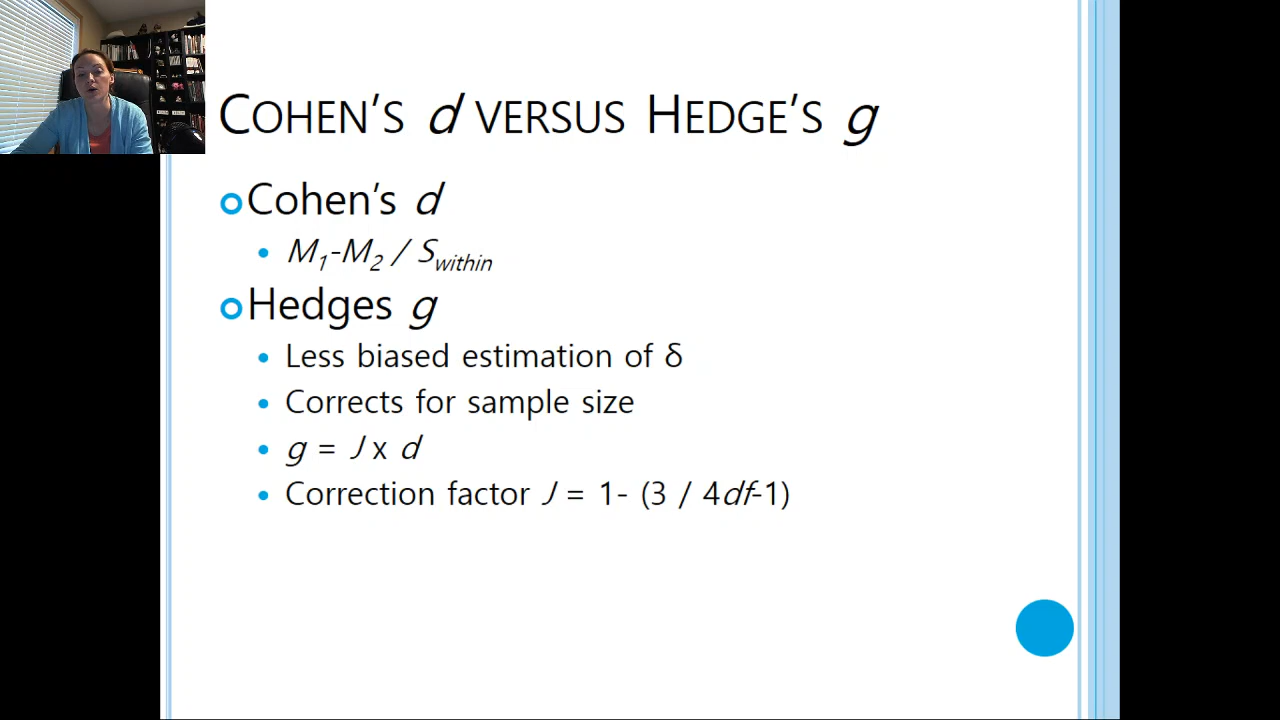 COHEN'S d VERSUS HEDGE'S g
Cohen's d
M1-M2 / Swithin
Hedges g
Less biased estimation of δ
Corrects for sample size
g = J x d
Correction factor J = 1- (3 / 4df-1)